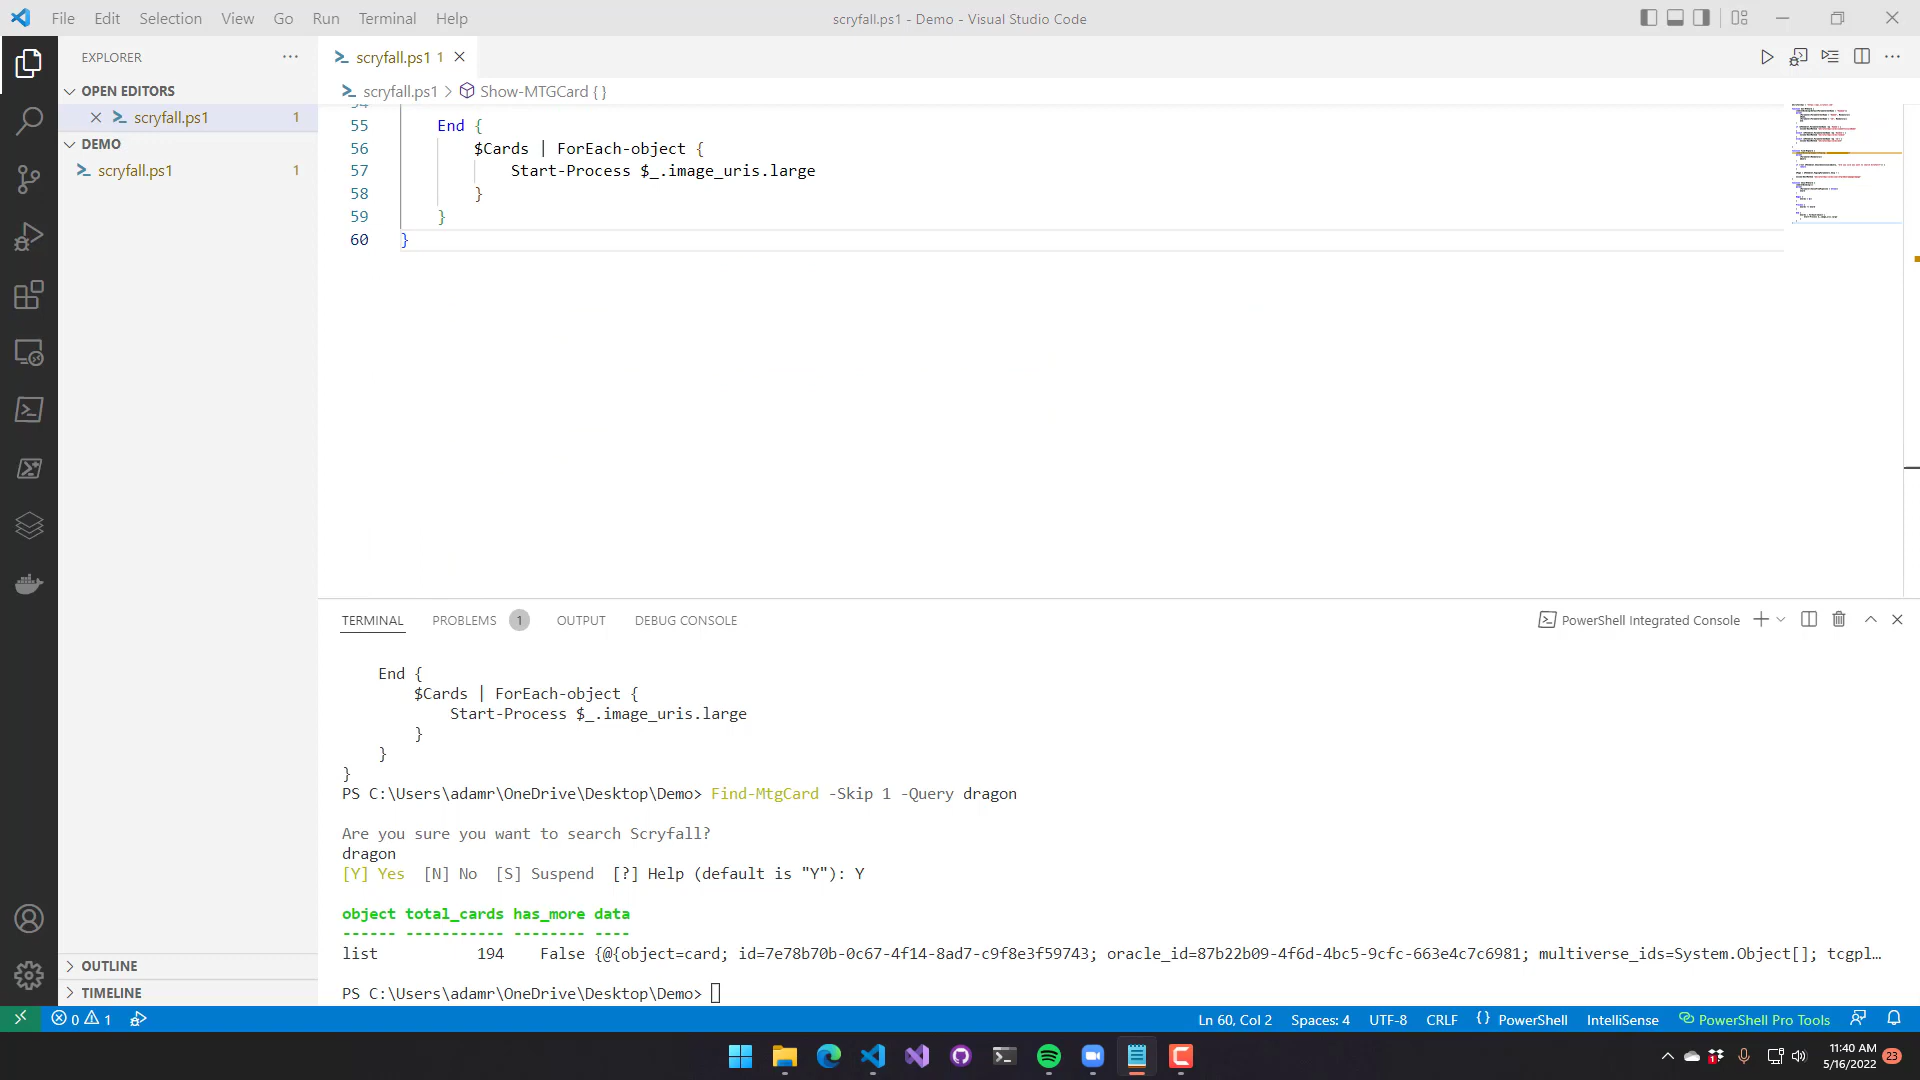 File Edit Selection View Go Run Terminal Help
scryfall.ps1 - Demo - Visual Studio Code
EXPLORER
OPEN EDITORS
scryfall.ps1 1
DEMO
scryfall.ps1 1
OUTLINE
TIMELINE
scryfall.ps1 1
scryfall.ps1 > Show-MTGCard { }
54
55 End {
56 $Cards | ForEach-object {
57 Start-Process $_.image_uris.large
58 }
59 }
60 }
TERMINAL PROBLEMS 1 OUTPUT DEBUG CONSOLE
PowerShell Integrated Console
End {
$Cards | ForEach-object {
Start-Process $_.image_uris.large
}
}
}
PS C:\Users\adamr\OneDrive\Desktop\Demo> Find-MtgCard -Skip 1 -Query dragon
Are you sure you want to search Scryfall?
dragon
[Y] Yes [N] No [S] Suspend [?] Help (default is "Y"): Y
object total_cards has_more data
------ ----------- -------- ----
list 194 False {@{object=card; id=7e78b70b-0c67-4f14-8ad7-c9f8e3f59743; oracle_id=87b22b09-4f6d-4bc5-9cfc-663e4c7c6981; multiverse_ids=System.Object[]; tcgpl…
PS C:\Users\adamr\OneDrive\Desktop\Demo>
0 1
Ln 60, Col 2 Spaces: 4 UTF-8 CRLF { } PowerShell IntelliSense PowerShell Pro Tools
11:40 AM
5/16/2022
23